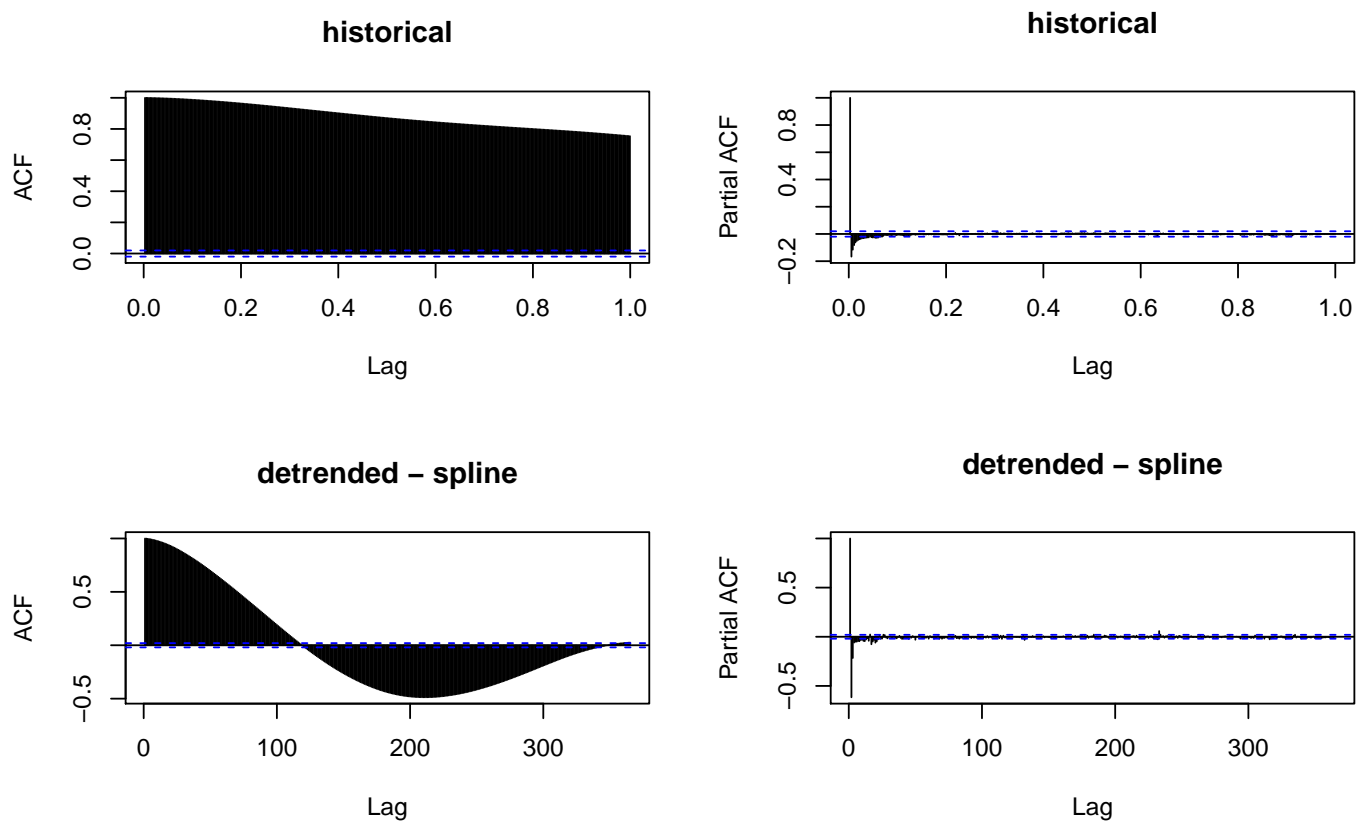 historical
ACF
0.0 0.4 0.8
0.0 0.2 0.4 0.6 0.8 1.0
Lag
historical
Partial ACF
−0.2 0.4 0.8
0.0 0.2 0.4 0.6 0.8 1.0
Lag
detrended − spline
ACF
−0.5 0.5
0 100 200 300
Lag
detrended − spline
Partial ACF
−0.5 0.5
0 100 200 300
Lag